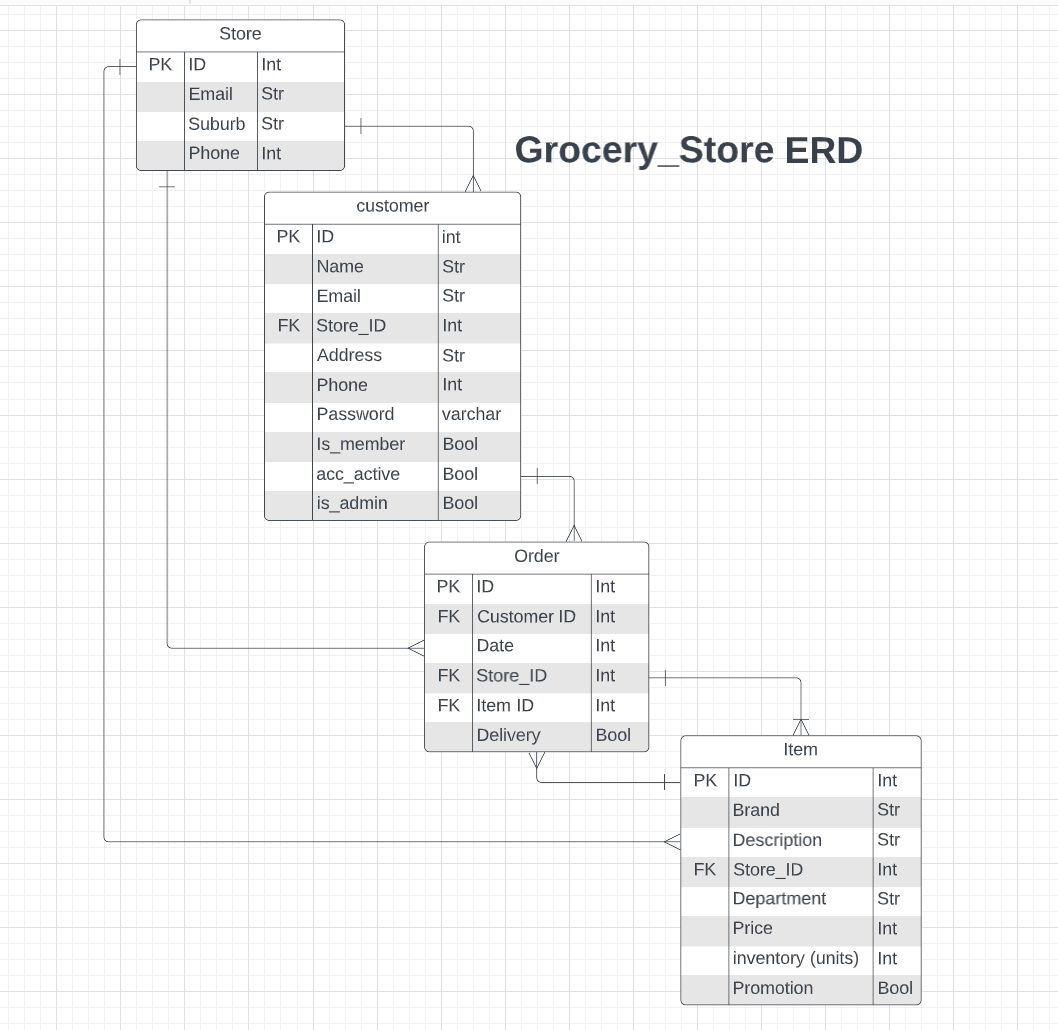 Store
PK ID Int
Email Str
Suburb Str
Phone Int
Grocery_Store ERD
customer
PK ID int
Name Str
Email Str
FK Store_ID Int
Address Str
Phone Int
Password varchar
Is_member Bool
acc_active Bool
is_admin Bool
Order
PK ID Int
FK Customer ID Int
Date Int
FK Store_ID Int
FK Item ID Int
Delivery Bool
Item
PK ID Int
Brand Str
Description Str
FK Store_ID Int
Department Str
Price Int
inventory (units) Int
Promotion Bool